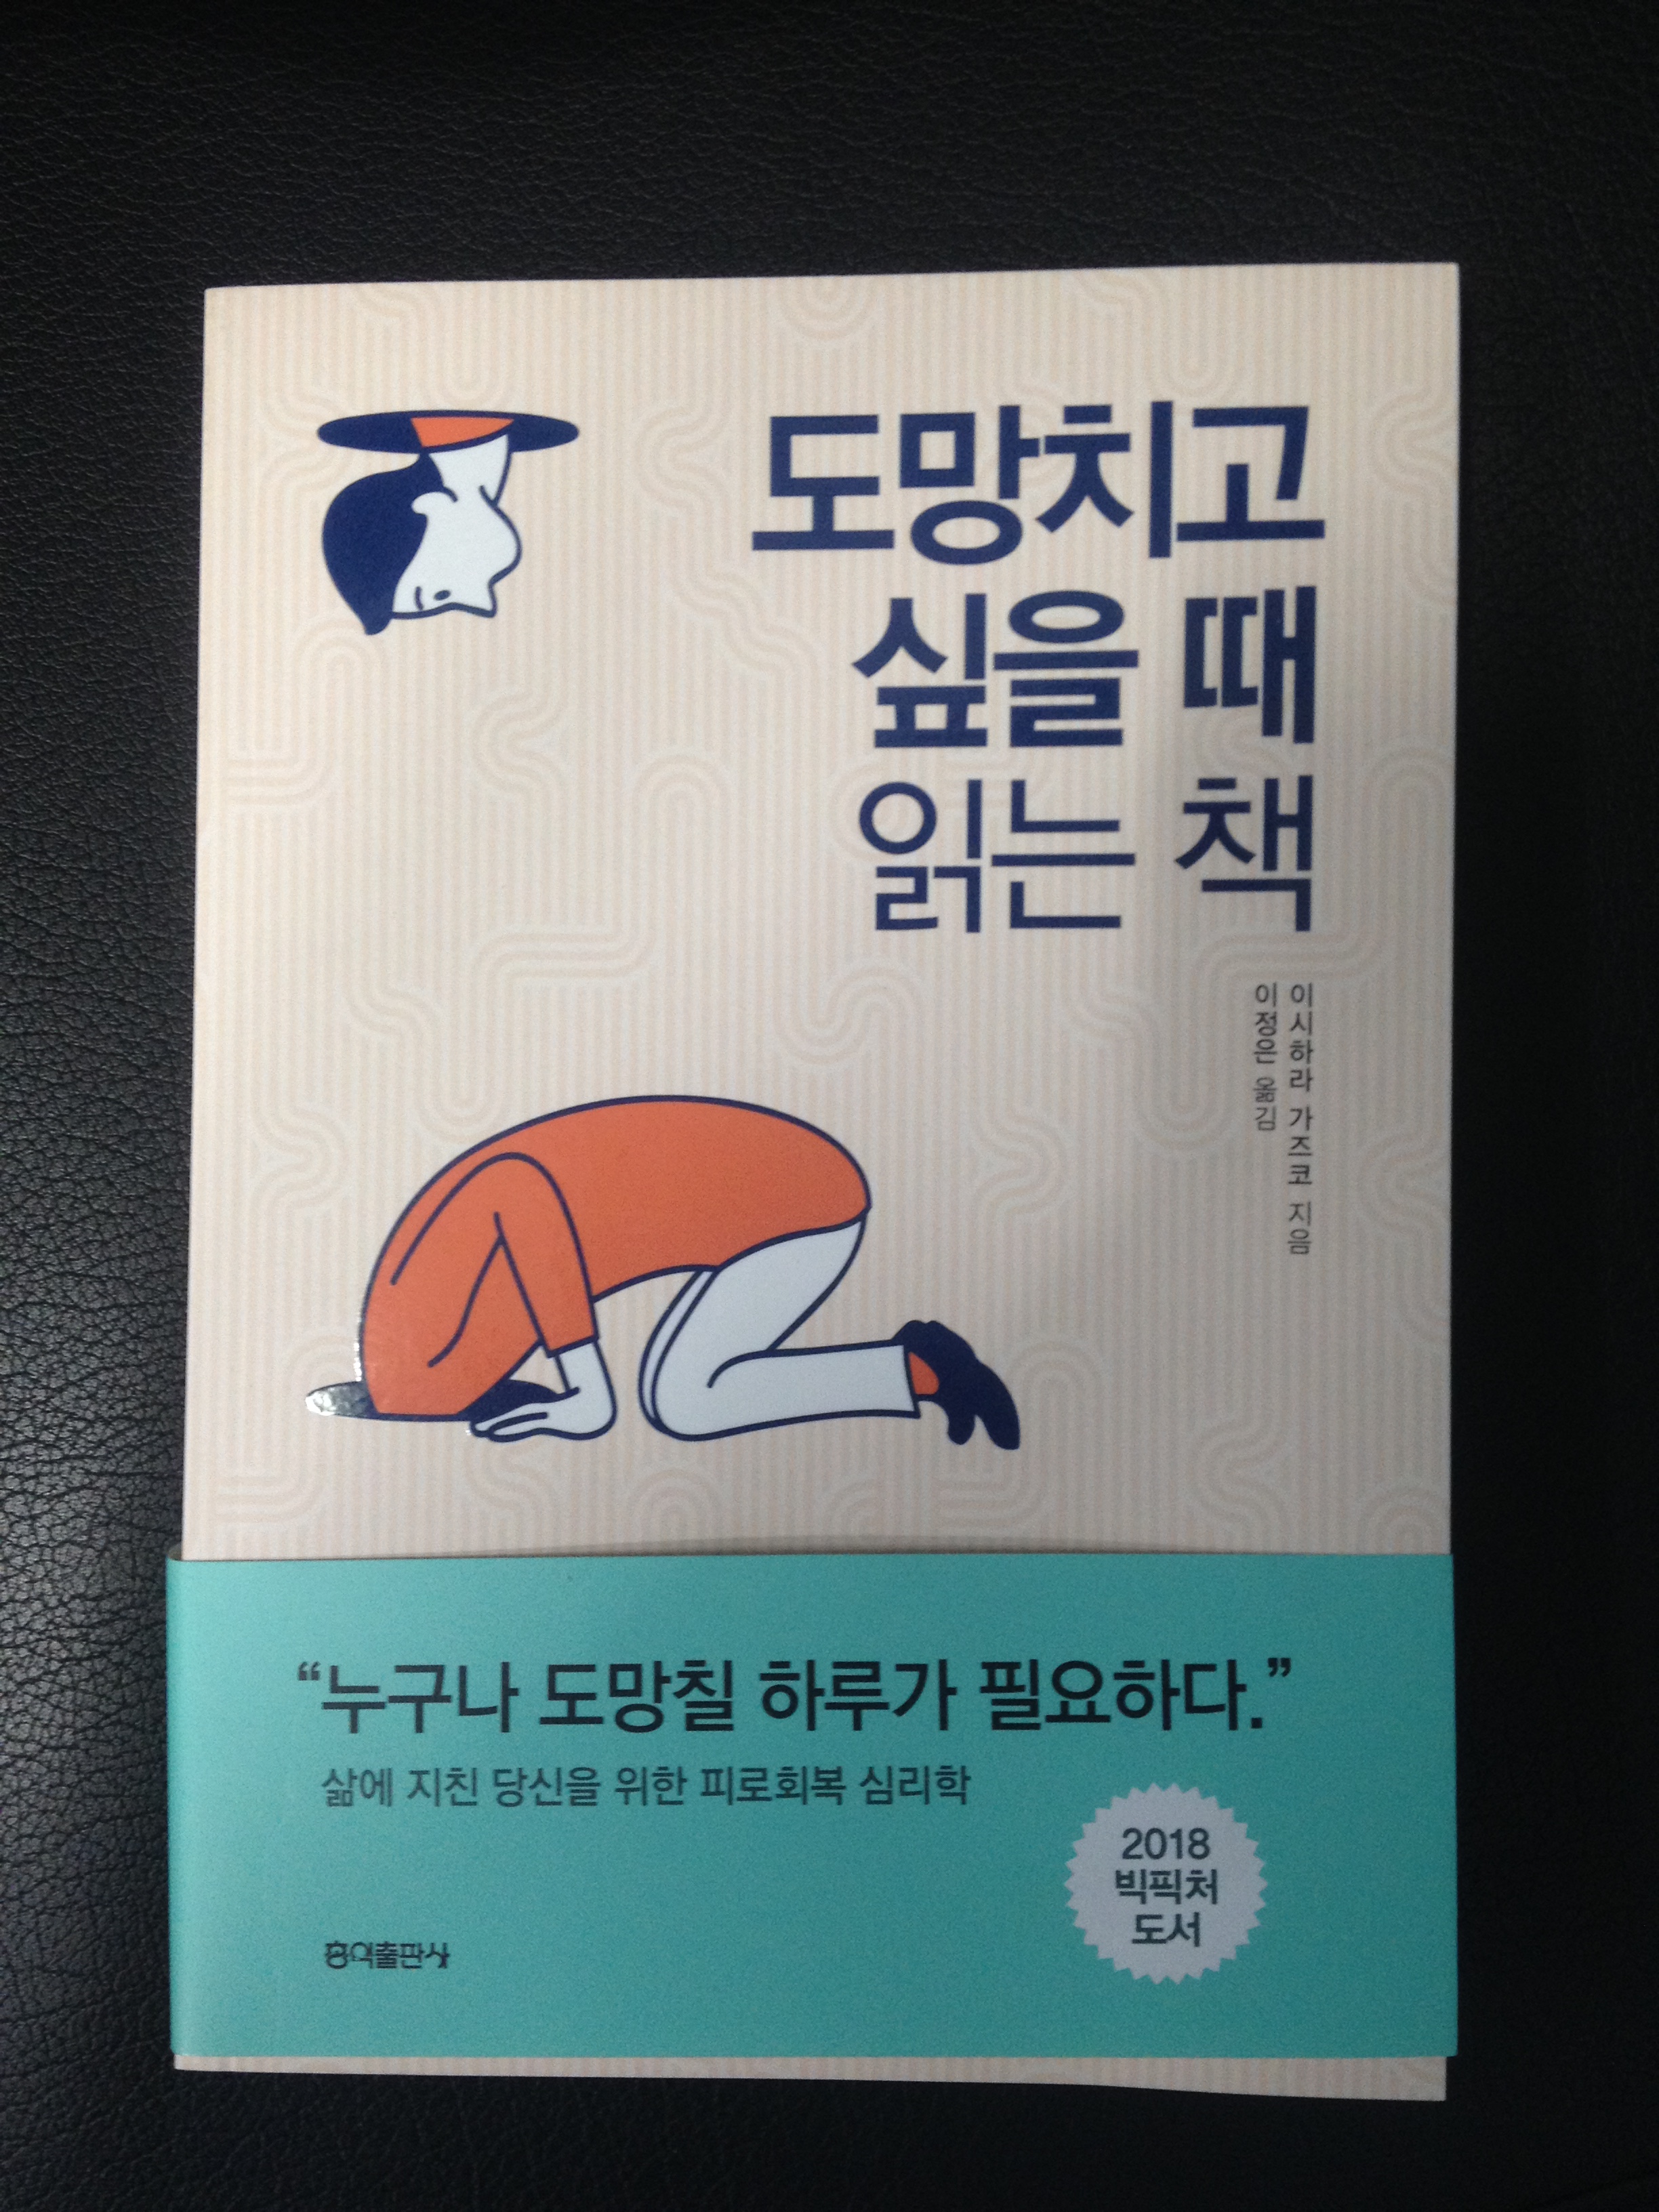 도망치고
싶을 때
읽는 책
이시하라 가즈코 지음
이정은 옮김
“누구나 도망칠 하루가 필요하다.”
삶에 지친 당신을 위한 피로회복 심리학
2018
빅픽처
도서
흥익출판사